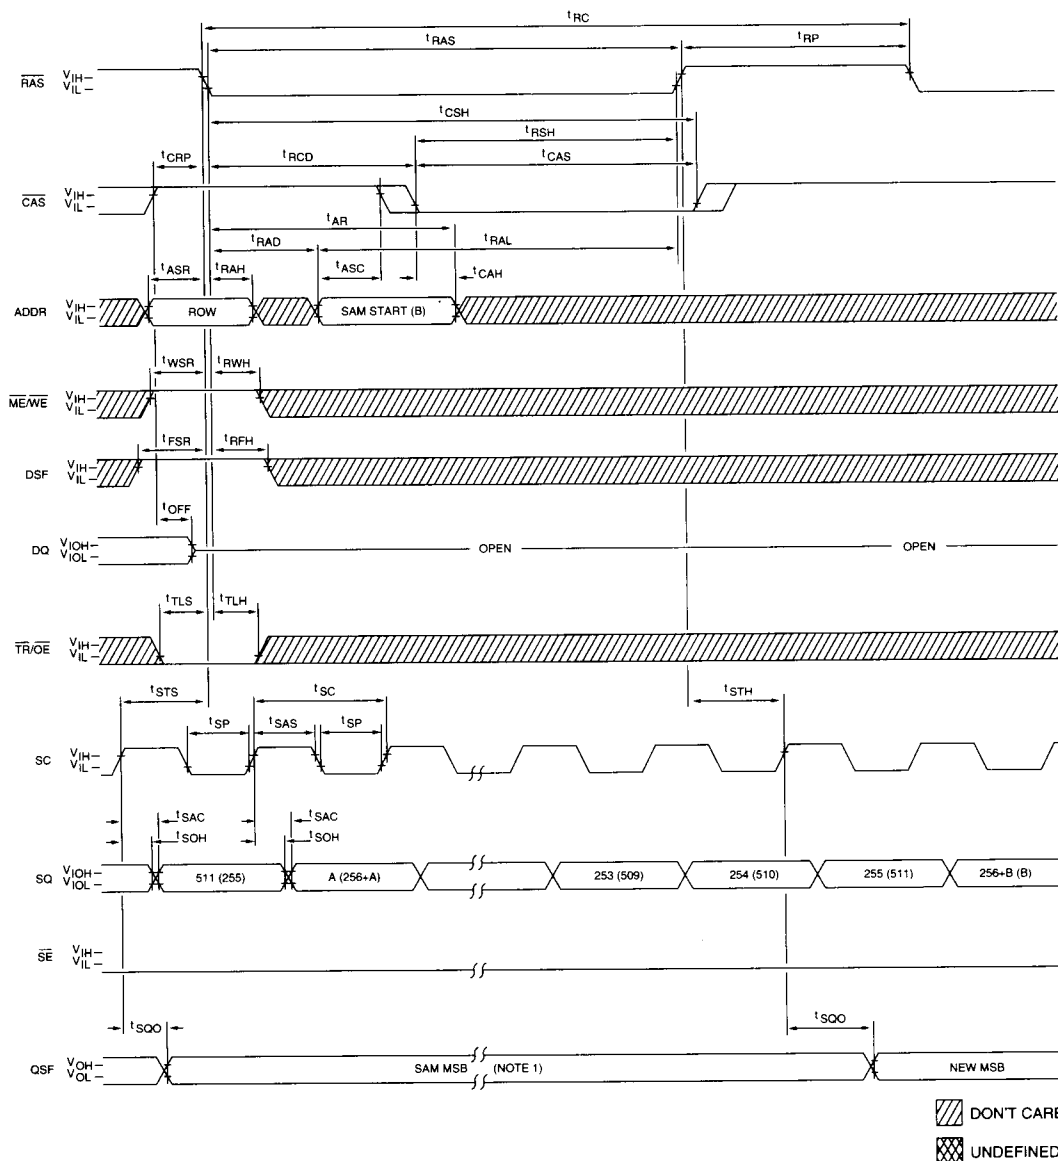 tRC
tRAS
tRP
RAS VIH VIL
tCSH
tRSH
tCRP
tRCD
tCAS
CAS VIH VIL
tAR
tRAD
tRAL
tASR
tRAH
tASC
tCAH
ADDR VIH VIL ROW SAM START (B)
tWSR
tRWH
ME/WE VIH VIL
tFSR
tRFH
DSF VIH VIL
tOFF
DQ VIOH VIOL OPEN OPEN
tTLS
tTLH
TR/OE VIH VIL
tSTS
tSC
tSTH
tSP
tSAS
tSP
SC VIH VIL
tSAC
tSAC
tSOH
tSOH
SQ VIOH VIOL 511 (255) A (256+A) 253 (509) 254 (510) 255 (511) 256+B (B)
SE VIH VIL
tSQO
tSQO
QSF VOH VOL SAM MSB (NOTE 1) NEW MSB
DON'T CARE
UNDEFINED